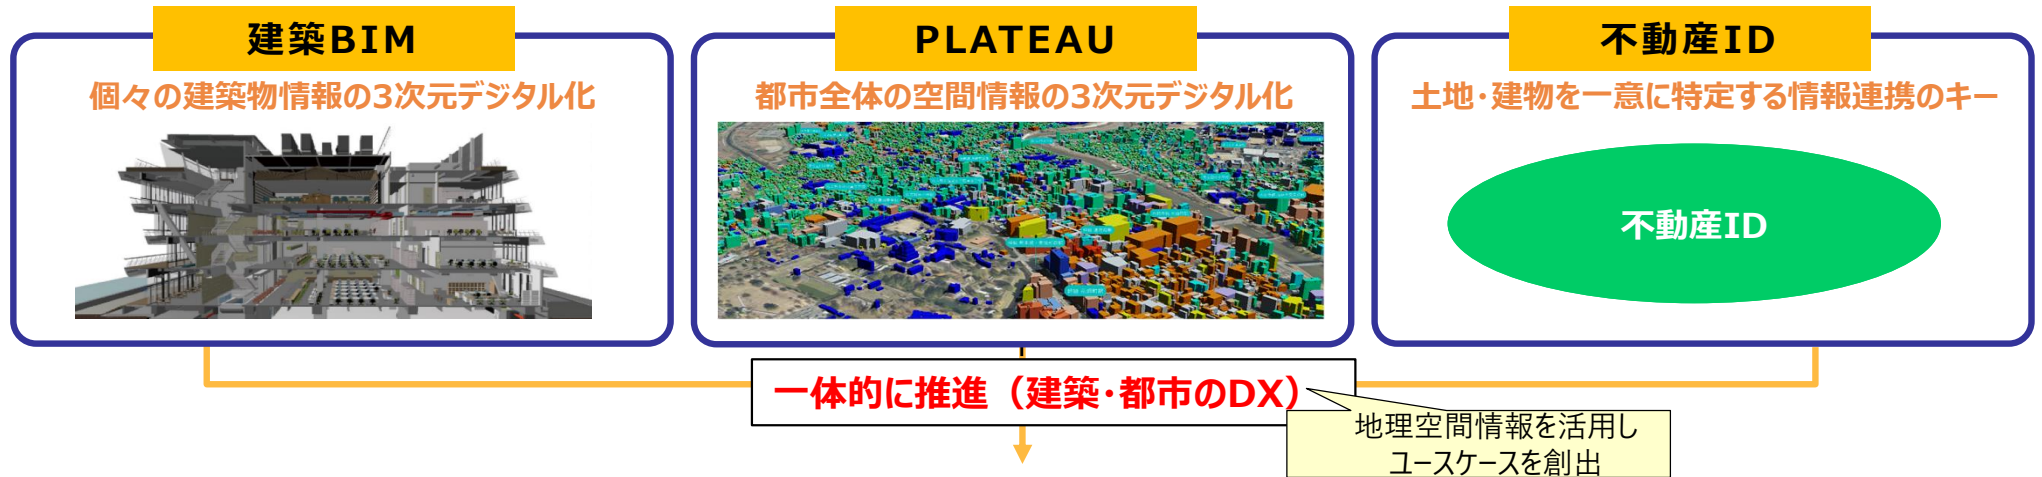 建築BIM
個々の建築物情報の3次元デジタル化
PLATEAU
都市全体の空間情報の3次元デジタル化
不動産ID
土地・建物を一意に特定する情報連携のキー
不動産ID
一体的に推進（建築・都市のDX）
地理空間情報を活用し
ユースケースを創出